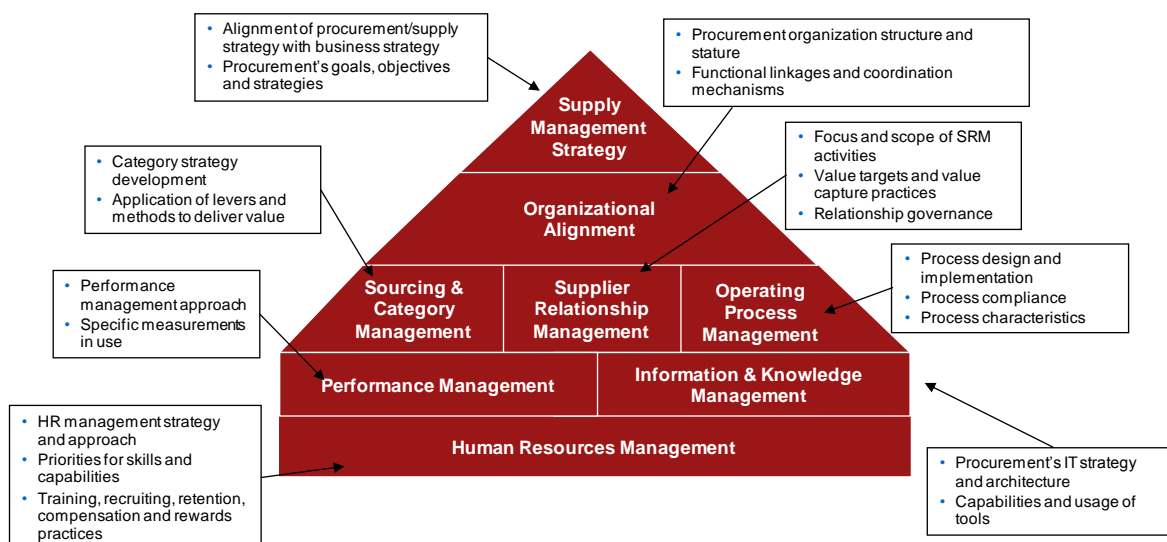 Alignment of procurement/supply
strategy with business strategy
Procurement's goals, objectives
and strategies
Procurement organization structure and
stature
Functional linkages and coordination
mechanisms
Supply
Management
Strategy
Focus and scope of SRM
activities
Value targets and value
capture practices
Relationship governance
Category strategy
development
Application of levers and
methods to deliver value
Organizational
Alignment
Process design and
implementation
Process compliance
Process characteristics
Performance
management approach
Specific measurements
in use
Sourcing &
Category
Management
Supplier
Relationship
Management
Operating
Process
Management
Performance Management
Information & Knowledge
Management
HR management strategy
and approach
Priorities for skills and
capabilities
Training, recruiting, retention,
compensation and rewards
practices
Human Resources Management
Procurement's IT strategy
and architecture
Capabilities and usage of
tools